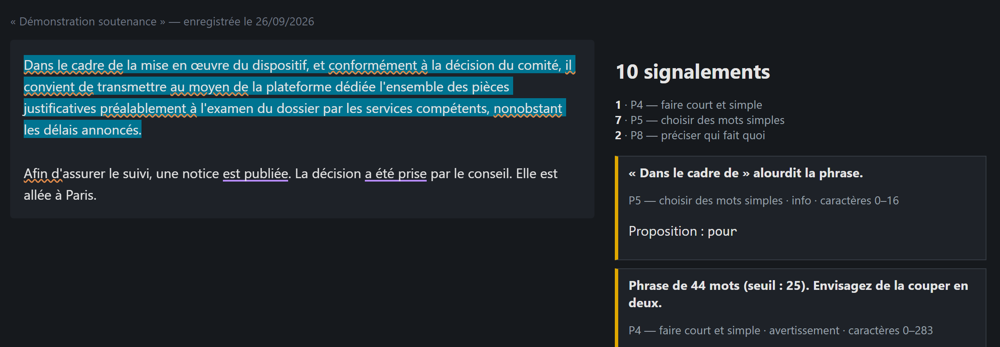 « Démonstration soutenance » — enregistrée le 26/09/2026
Dans le cadre de la mise en œuvre du dispositif, et conformément à la décision du comité, il
convient de transmettre au moyen de la plateforme dédiée l'ensemble des pièces
justificatives préalablement à l'examen du dossier par les services compétents, nonobstant
les délais annoncés.
Afin d'assurer le suivi, une notice est publiée. La décision a été prise par le conseil. Elle est
allée à Paris.
10 signalements
1 · P4 — faire court et simple
7 · P5 — choisir des mots simples
2 · P8 — préciser qui fait quoi
« Dans le cadre de » alourdit la phrase.
P5 — choisir des mots simples · info · caractères 0–16
Proposition : pour
Phrase de 44 mots (seuil : 25). Envisagez de la couper en
deux.
P4 — faire court et simple · avertissement · caractères 0–283